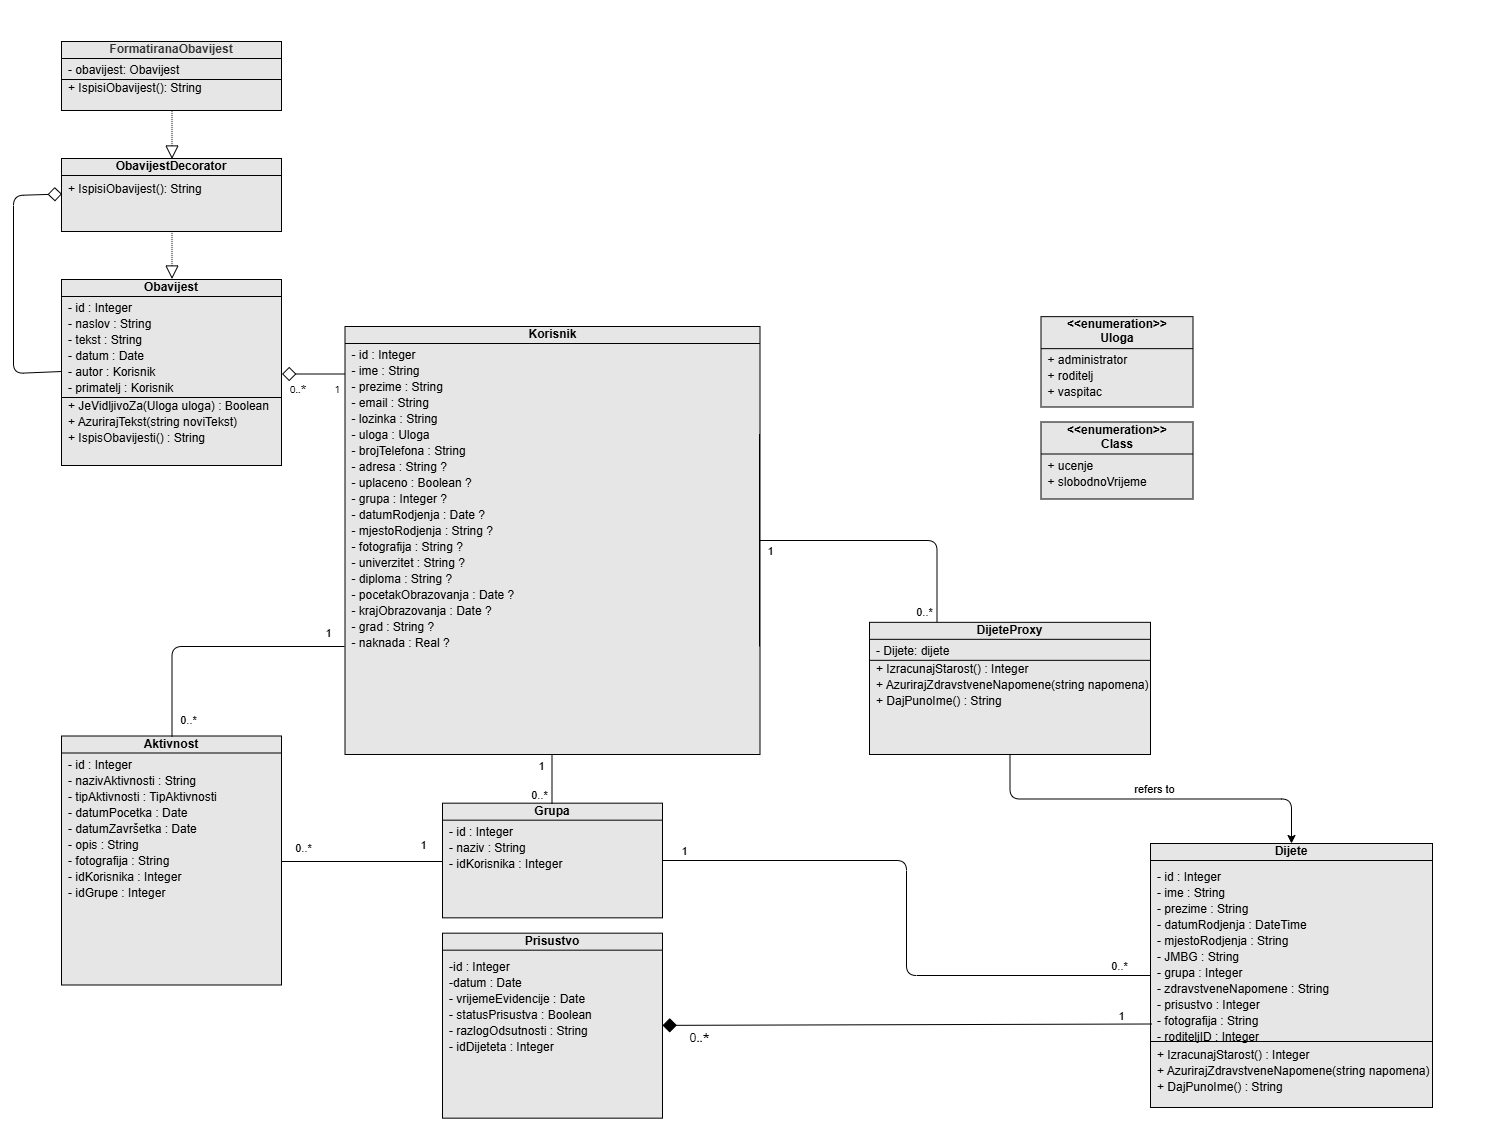 FormatiranaObavijest
- obavijest: Obavijest
+ IspisiObavijest(): String
ObavijestDecorator
+ IspisiObavijest(): String
Obavijest
- id : Integer
- naslov : String
- tekst : String
- datum : Date
- autor : Korisnik
- primatelj : Korisnik
+ JeVidljivoZa(Uloga uloga) : Boolean
+ AzurirajTekst(string noviTekst)
+ IspisObavijesti() : String
0..*
1
Korisnik
- id : Integer
- ime : String
- prezime : String
- email : String
- lozinka : String
- uloga : Uloga
- brojTelefona : String
- adresa : String ?
- uplaceno : Boolean ?
- grupa : Integer ?
- datumRodjenja : Date ?
- mjestoRodjenja : String ?
- fotografija : String ?
- univerzitet : String ?
- diploma : String ?
- pocetakObrazovanja : Date ?
- krajObrazovanja : Date ?
- grad : String ?
- naknada : Real ?
<<enumeration>>
Uloga
+ administrator
+ roditelj
+ vaspitac
<<enumeration>>
Class
+ ucenje
+ slobodnoVrijeme
1
0..*
DijeteProxy
- Dijete: dijete
+ IzracunajStarost() : Integer
+ AzurirajZdravstveneNapomene(string napomena)
+ DajPunoIme() : String
refers to
1
0..*
Aktivnost
- id : Integer
- nazivAktivnosti : String
- tipAktivnosti : TipAktivnosti
- datumPocetka : Date
- datumZavršetka : Date
- opis : String
- fotografija : String
- idKorisnika : Integer
- idGrupe : Integer
1
0..*
Grupa
- id : Integer
- naziv : String
- idKorisnika : Integer
0..*
1
1
0..*
Prisustvo
-id : Integer
-datum : Date
- vrijemeEvidencije : Date
- statusPrisustva : Boolean
- razlogOdsutnosti : String
- idDijeteta : Integer
0..*
1
Dijete
- id : Integer
- ime : String
- prezime : String
- datumRodjenja : DateTime
- mjestoRodjenja : String
- JMBG : String
- grupa : Integer
- zdravstveneNapomene : String
- prisustvo : Integer
- fotografija : String
- roditeljID : Integer
+ IzracunajStarost() : Integer
+ AzurirajZdravstveneNapomene(string napomena)
+ DajPunoIme() : String